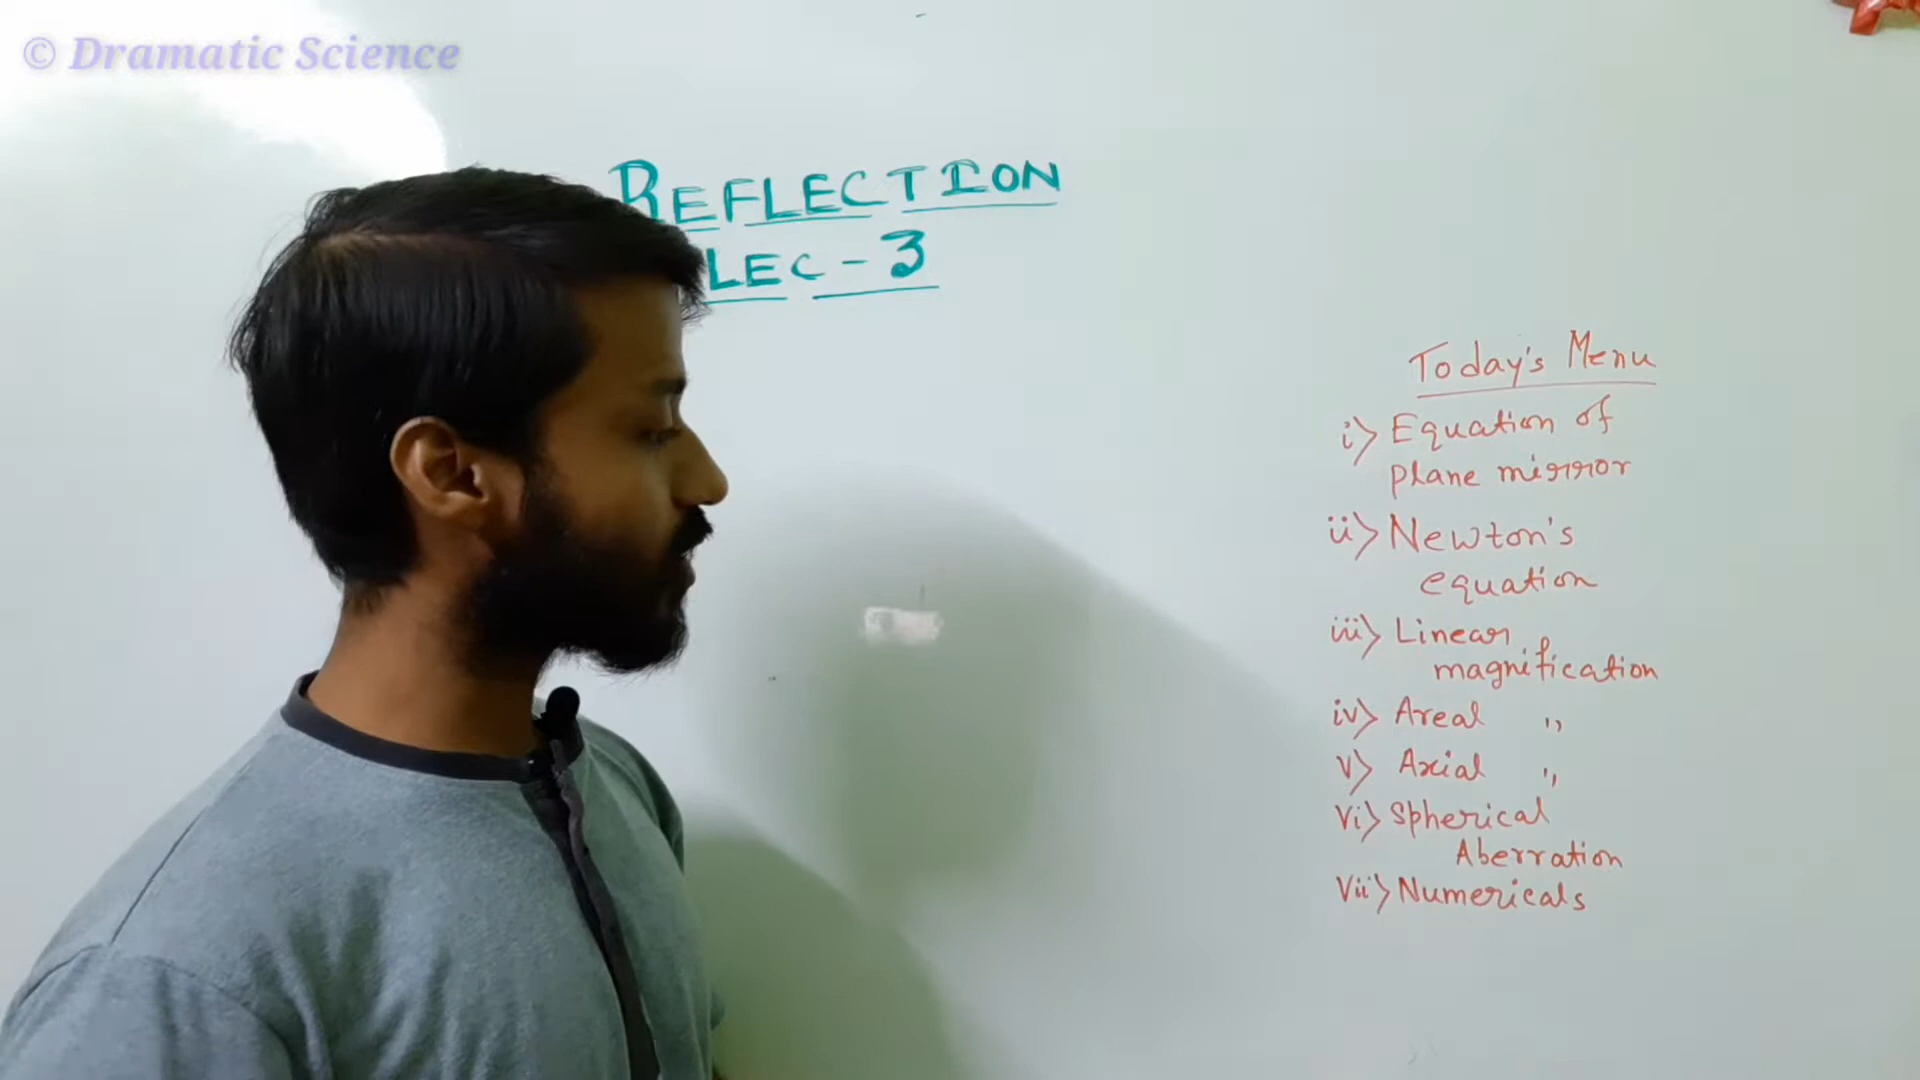 © Dramatic Science
REFLECTION
LEC - 3
Today's Menu
i) Equation of
plane mirror
ii) Newton's
equation
iii) Linear
magnification
iv) Areal ,,
v) Axial ,,
vi) Spherical
Aberration
vii) Numericals